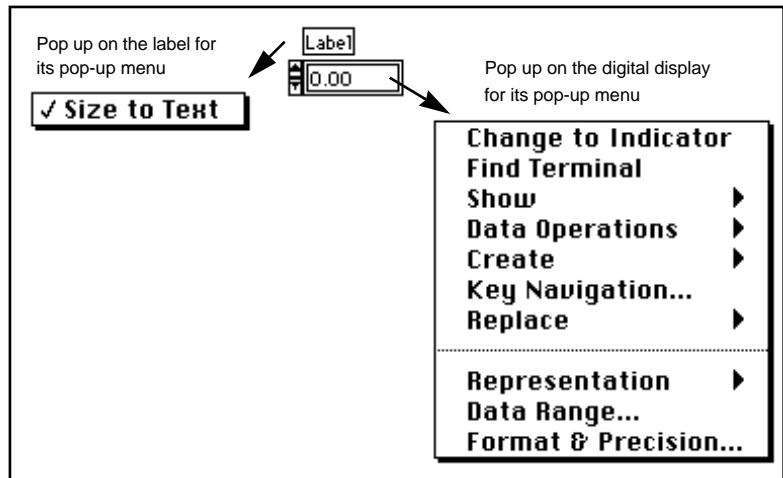 Pop up on the label for
its pop-up menu
✓ Size to Text
Label
0.00
Pop up on the digital display
for its pop-up menu
Change to Indicator
Find Terminal
Show
Data Operations
Create
Key Navigation...
Replace
Representation
Data Range...
Format & Precision...